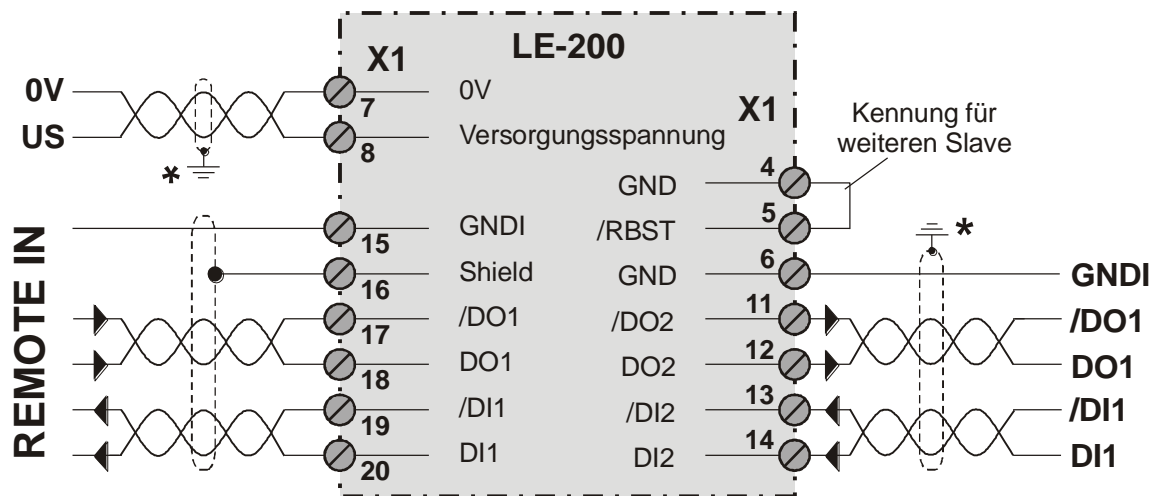 LE-200
X1
0V
7
0V
US
8
Versorgungsspannung
*
X1
Kennung für
weiteren Slave
GND
4
/RBST
5
*
REMOTE IN
15
GNDI
16
Shield
17
/DO1
18
DO1
19
/DI1
20
DI1
GND
6
GNDI
/DO2
11
/DO1
DO2
12
DO1
/DI2
13
/DI1
DI2
14
DI1